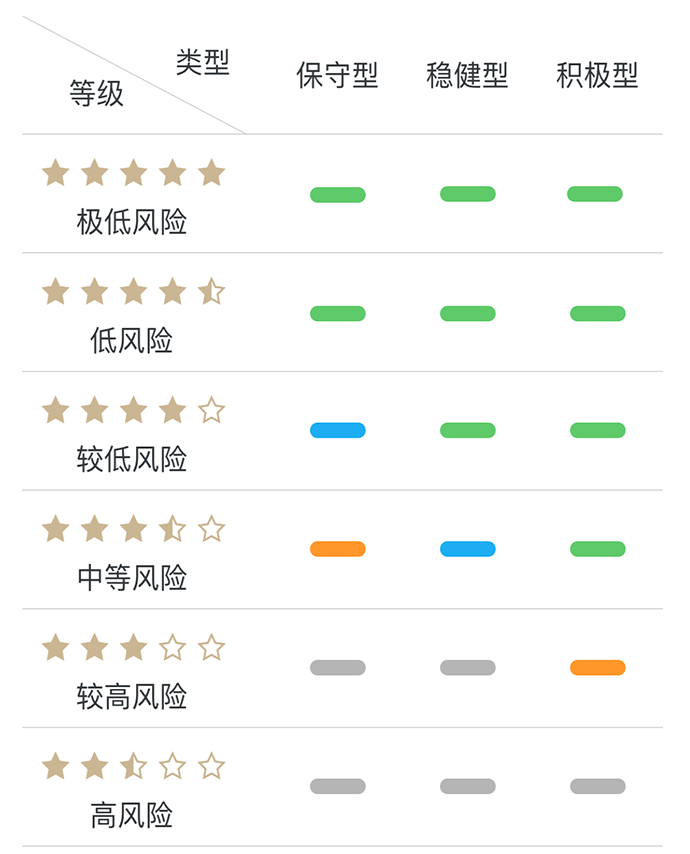 类型
等级
保守型 稳健型 积极型
极低风险
低风险
较低风险
中等风险
较高风险
高风险